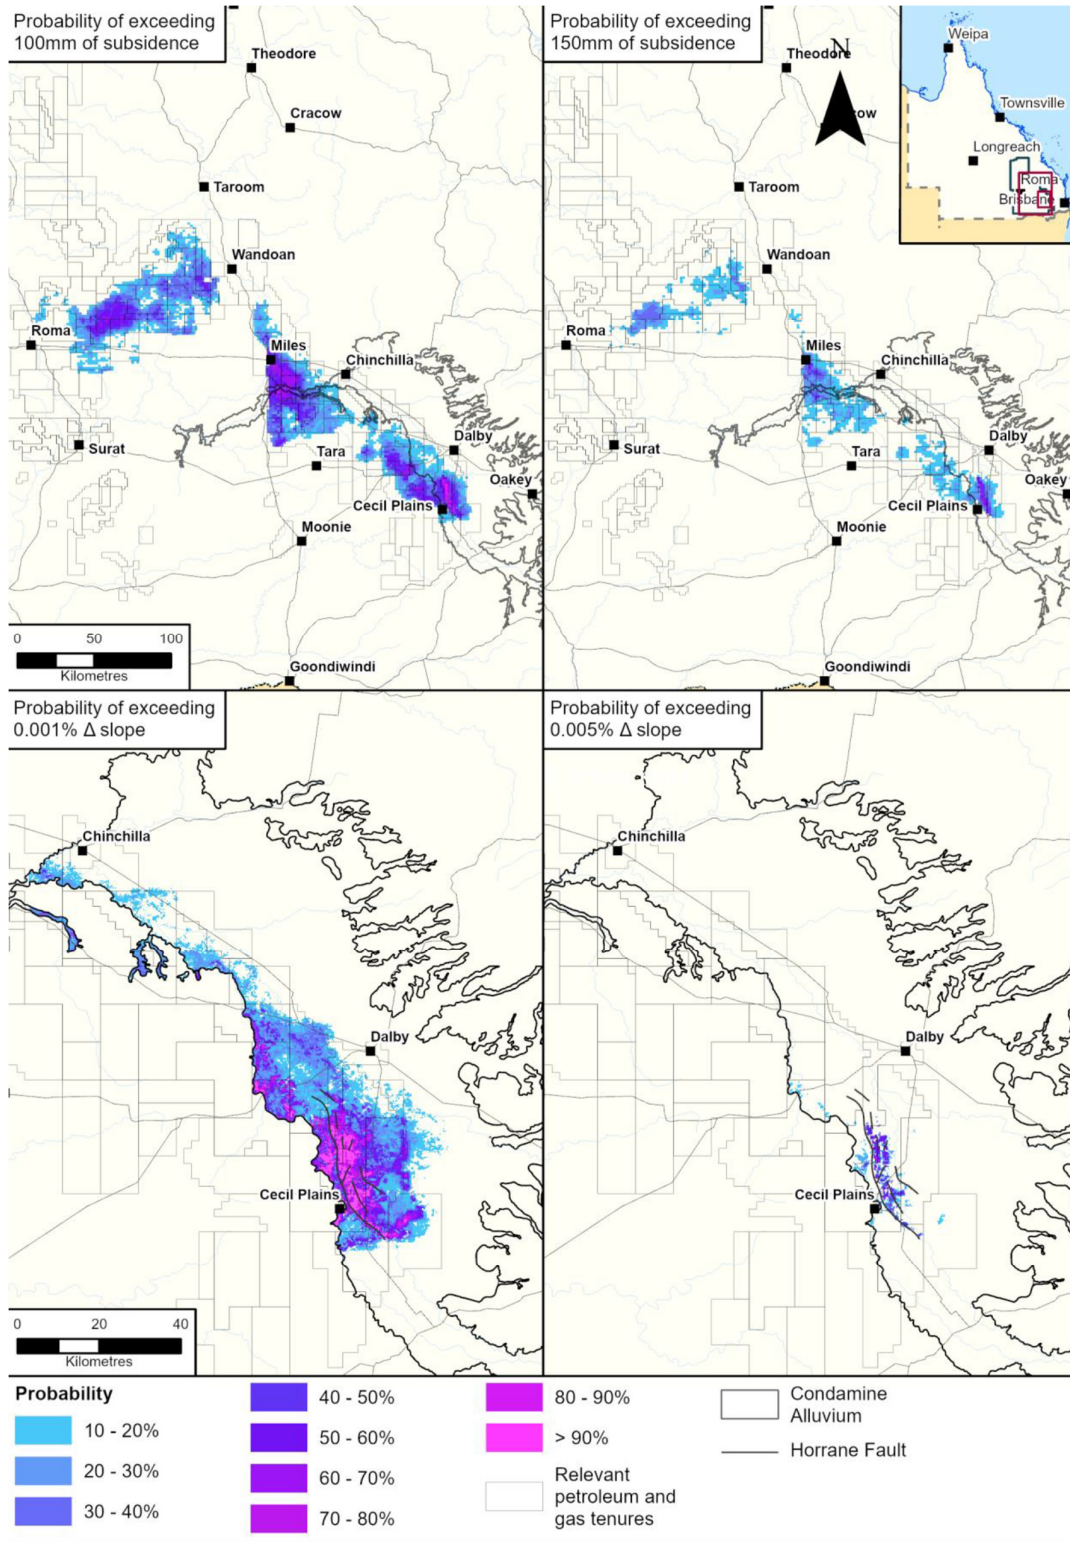 Probability of exceeding
100mm of subsidence
Theodore
Cracow
Taroom
Wandoan
Roma
Miles
Chinchilla
Surat
Tara
Dalby
Oakey
Cecil Plains
Moonie
Goondiwindi
0 50 100
Kilometres
Probability of exceeding
150mm of subsidence
N
Theodore
cow
Taroom
Wandoan
Roma
Miles
Chinchilla
Surat
Tara
Dalby
Oakey
Cecil Plains
Moonie
Goondiwindi
Weipa
Townsville
Longreach
Roma
Brisbane
Probability of exceeding
0.001% Δ slope
Chinchilla
Dalby
Cecil Plains
0 20 40
Kilometres
Probability of exceeding
0.005% Δ slope
Chinchilla
Dalby
Cecil Plains
Probability
10 - 20%
20 - 30%
30 - 40%
40 - 50%
50 - 60%
60 - 70%
70 - 80%
80 - 90%
> 90%
Relevant
petroleum and
gas tenures
Condamine
Alluvium
Horrane Fault